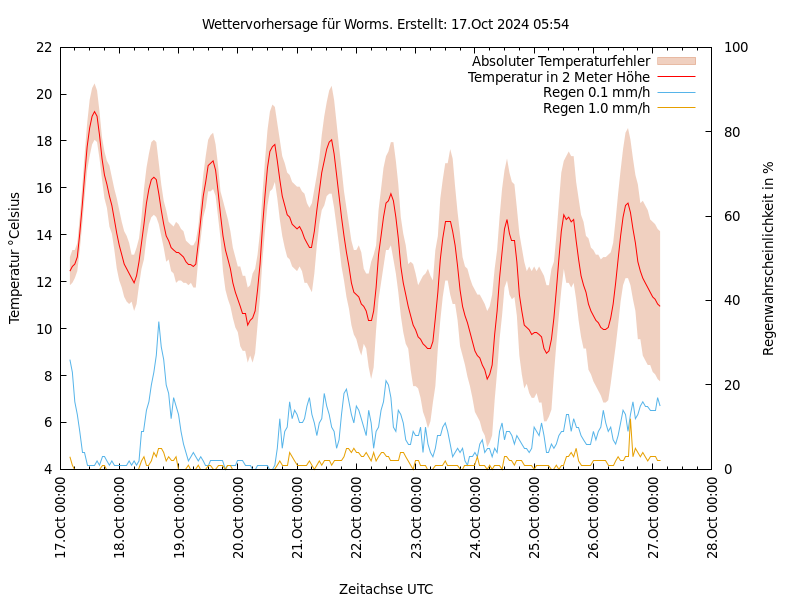 Wettervorhersage für Worms. Erstellt: 17.Oct 2024 05:54
Absoluter Temperaturfehler
Temperatur in 2 Meter Höhe
Regen 0.1 mm/h
Regen 1.0 mm/h
Temperatur °Celsius
22
20
18
16
14
12
10
8
6
4
100
80
60
40
20
0
Regenwahrscheinlichkeit in %
17.Oct 00:00
18.Oct 00:00
19.Oct 00:00
20.Oct 00:00
21.Oct 00:00
22.Oct 00:00
23.Oct 00:00
24.Oct 00:00
25.Oct 00:00
26.Oct 00:00
27.Oct 00:00
28.Oct 00:00
Zeitachse UTC